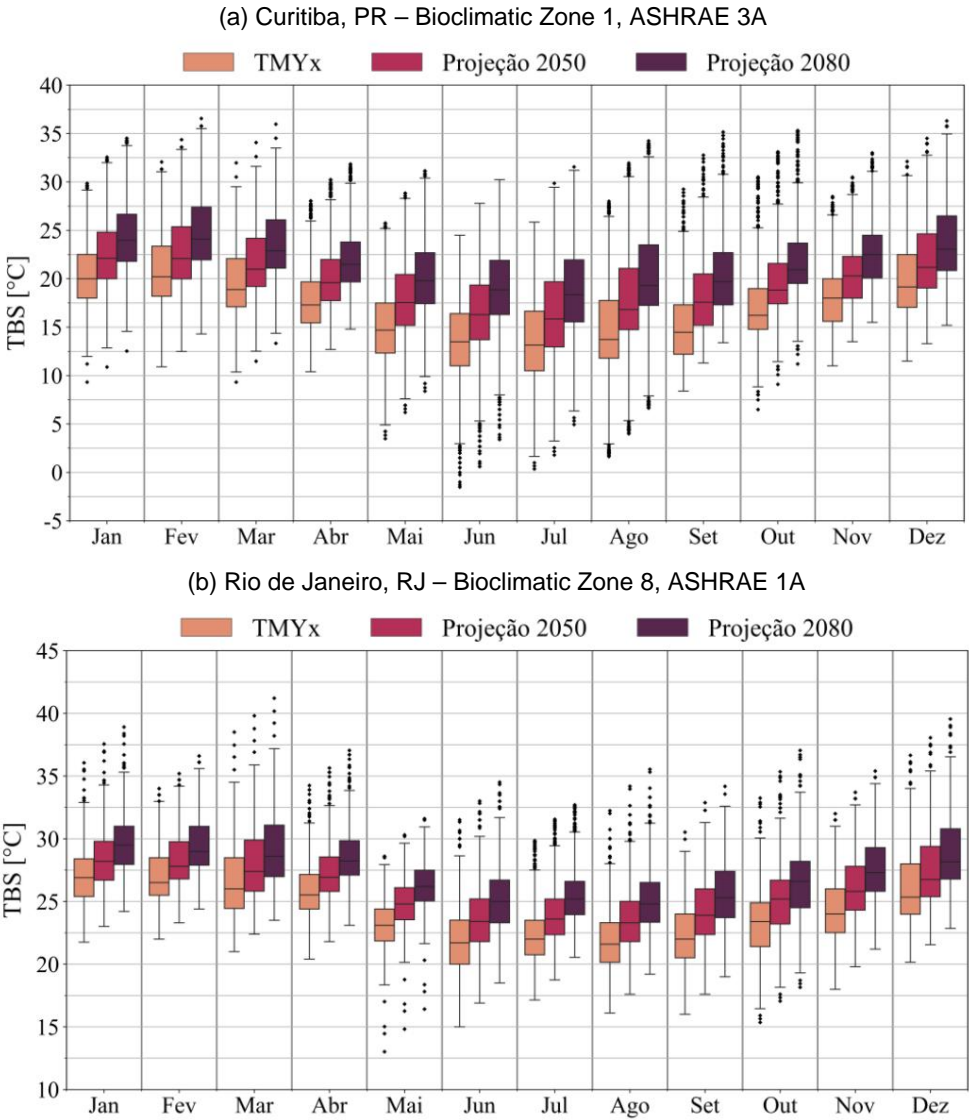 (a) Curitiba, PR – Bioclimatic Zone 1, ASHRAE 3A
TMYx Projeção 2050 Projeção 2080
TBS [°C]
40
35
30
25
20
15
10
5
0
-5
Jan Fev Mar Abr Mai Jun Jul Ago Set Out Nov Dez
(b) Rio de Janeiro, RJ – Bioclimatic Zone 8, ASHRAE 1A
TMYx Projeção 2050 Projeção 2080
TBS [°C]
45
40
35
30
25
20
15
10
Jan Fev Mar Abr Mai Jun Jul Ago Set Out Nov Dez